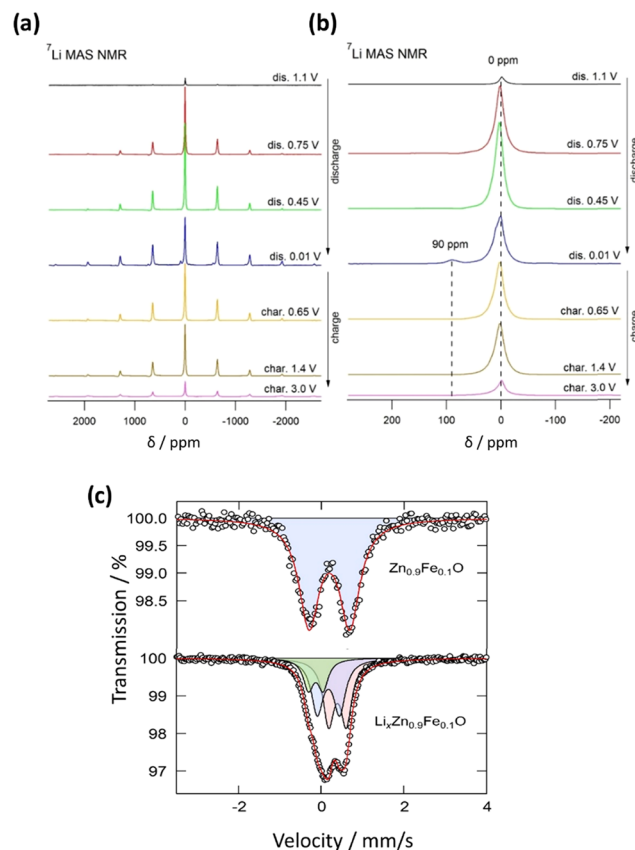 (a)
⁷Li MAS NMR
dis. 1.1 V
dis. 0.75 V
dis. 0.45 V
dis. 0.01 V
char. 0.65 V
char. 1.4 V
char. 3.0 V
discharge
charge
2000 1000 0 -1000 -2000
δ / ppm
(b)
⁷Li MAS NMR
0 ppm
dis. 1.1 V
dis. 0.75 V
dis. 0.45 V
90 ppm
dis. 0.01 V
char. 0.65 V
char. 1.4 V
char. 3.0 V
discharge
charge
200 100 0 -100 -200
δ / ppm
(c)
100.0
99.5
99.0
98.5
Zn₀.₉Fe₀.₁O
100
99
98
97
LiₓZn₀.₉Fe₀.₁O
Transmission / %
-2 0 2 4
Velocity / mm/s